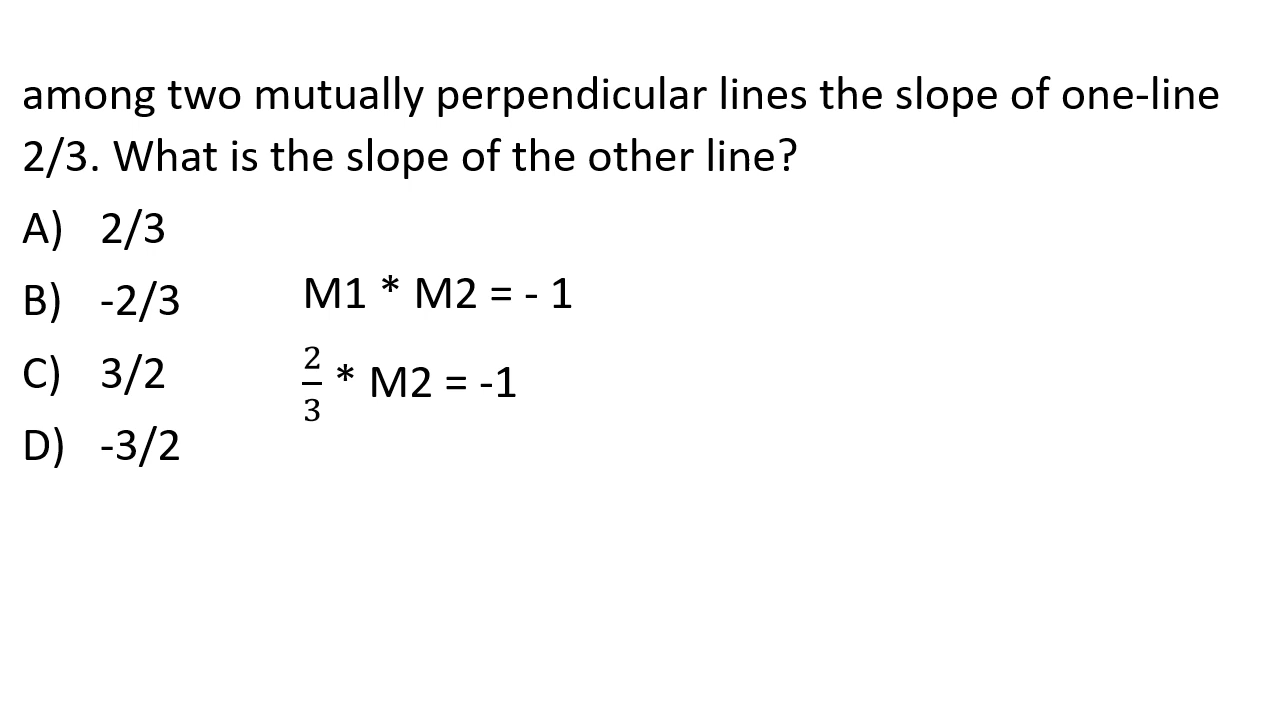 among two mutually perpendicular lines the slope of one-line
2/3. What is the slope of the other line?
A) 2/3
B) -2/3
C) 3/2
D) -3/2
M1 * M2 = - 1
2/3 * M2 = -1